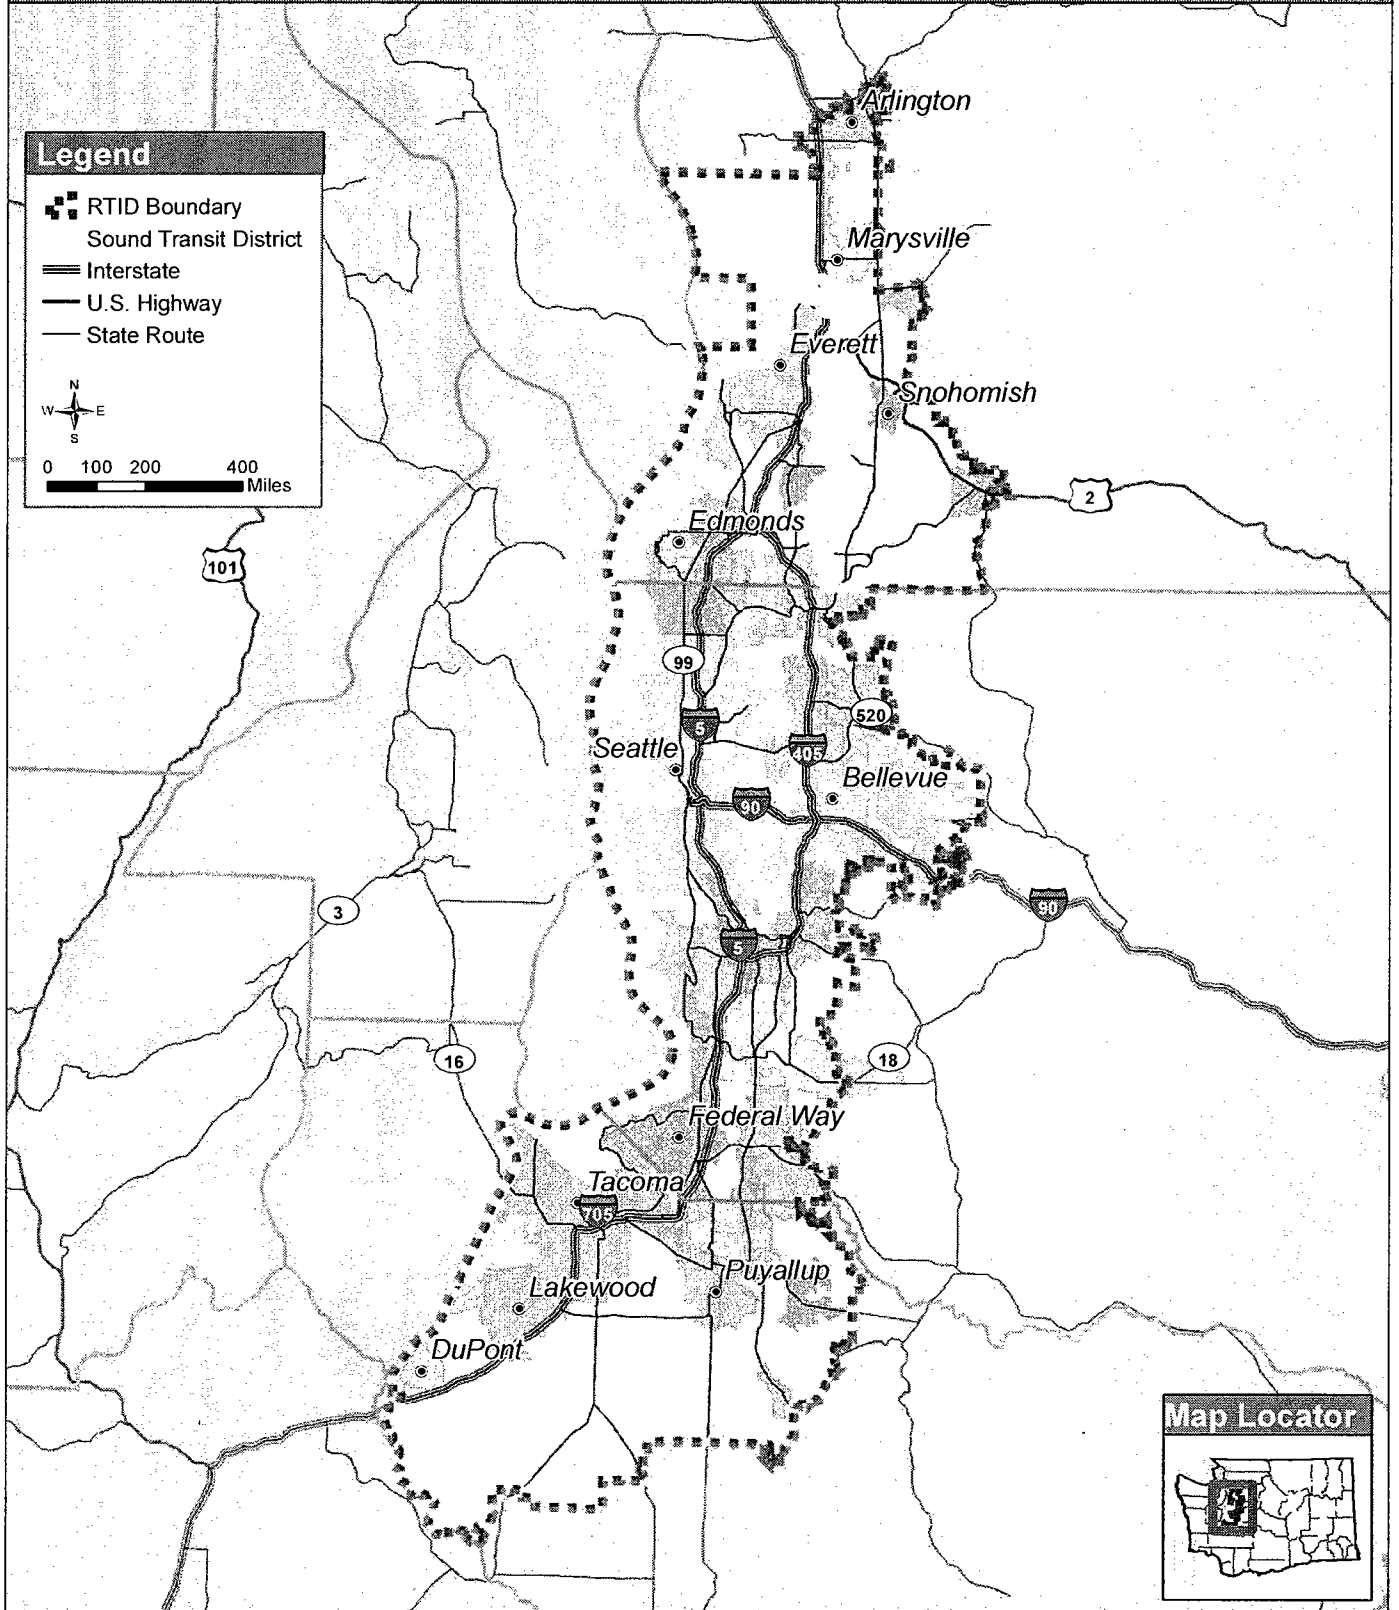 Arlington
Legend
RTID Boundary
Sound Transit District
Interstate
U.S. Highway
State Route
Marysville
Everett
Snohomish
N
W E
S
0 100 200 400
Miles
2
Edmonds
101
99
520
5
405
Seattle
Bellevue
90
3
90
5
16
18
Federal Way
Tacoma
705
Puyallup
Lakewood
DuPont
Map Locator